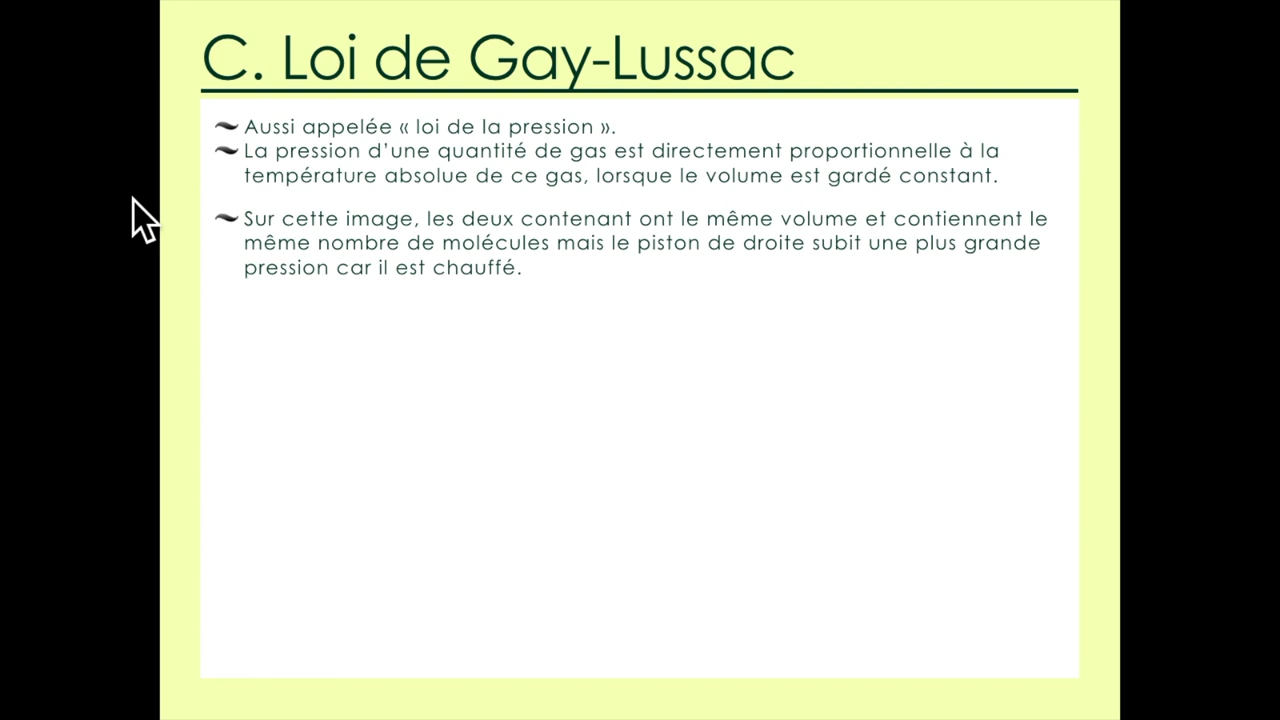 C. Loi de Gay-Lussac
Aussi appelée « loi de la pression ».
La pression d’une quantité de gas est directement proportionnelle à la
température absolue de ce gas, lorsque le volume est gardé constant.
Sur cette image, les deux contenant ont le même volume et contiennent le
même nombre de molécules mais le piston de droite subit une plus grande
pression car il est chauffé.